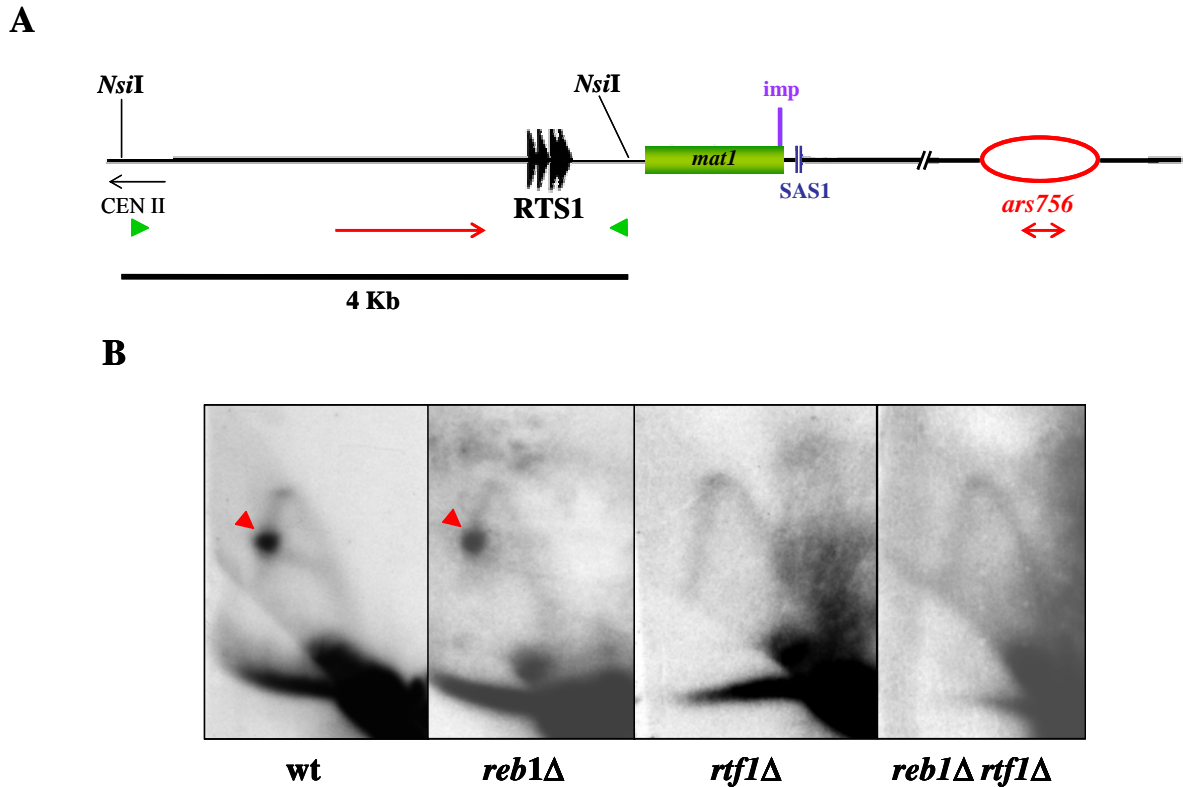 A
NsiI
NsiI
imp
mat1
SAS1
CEN II
RTS1
ars756
4 Kb
B
wt
reb1Δ
rtf1Δ
reb1Δ rtf1Δ